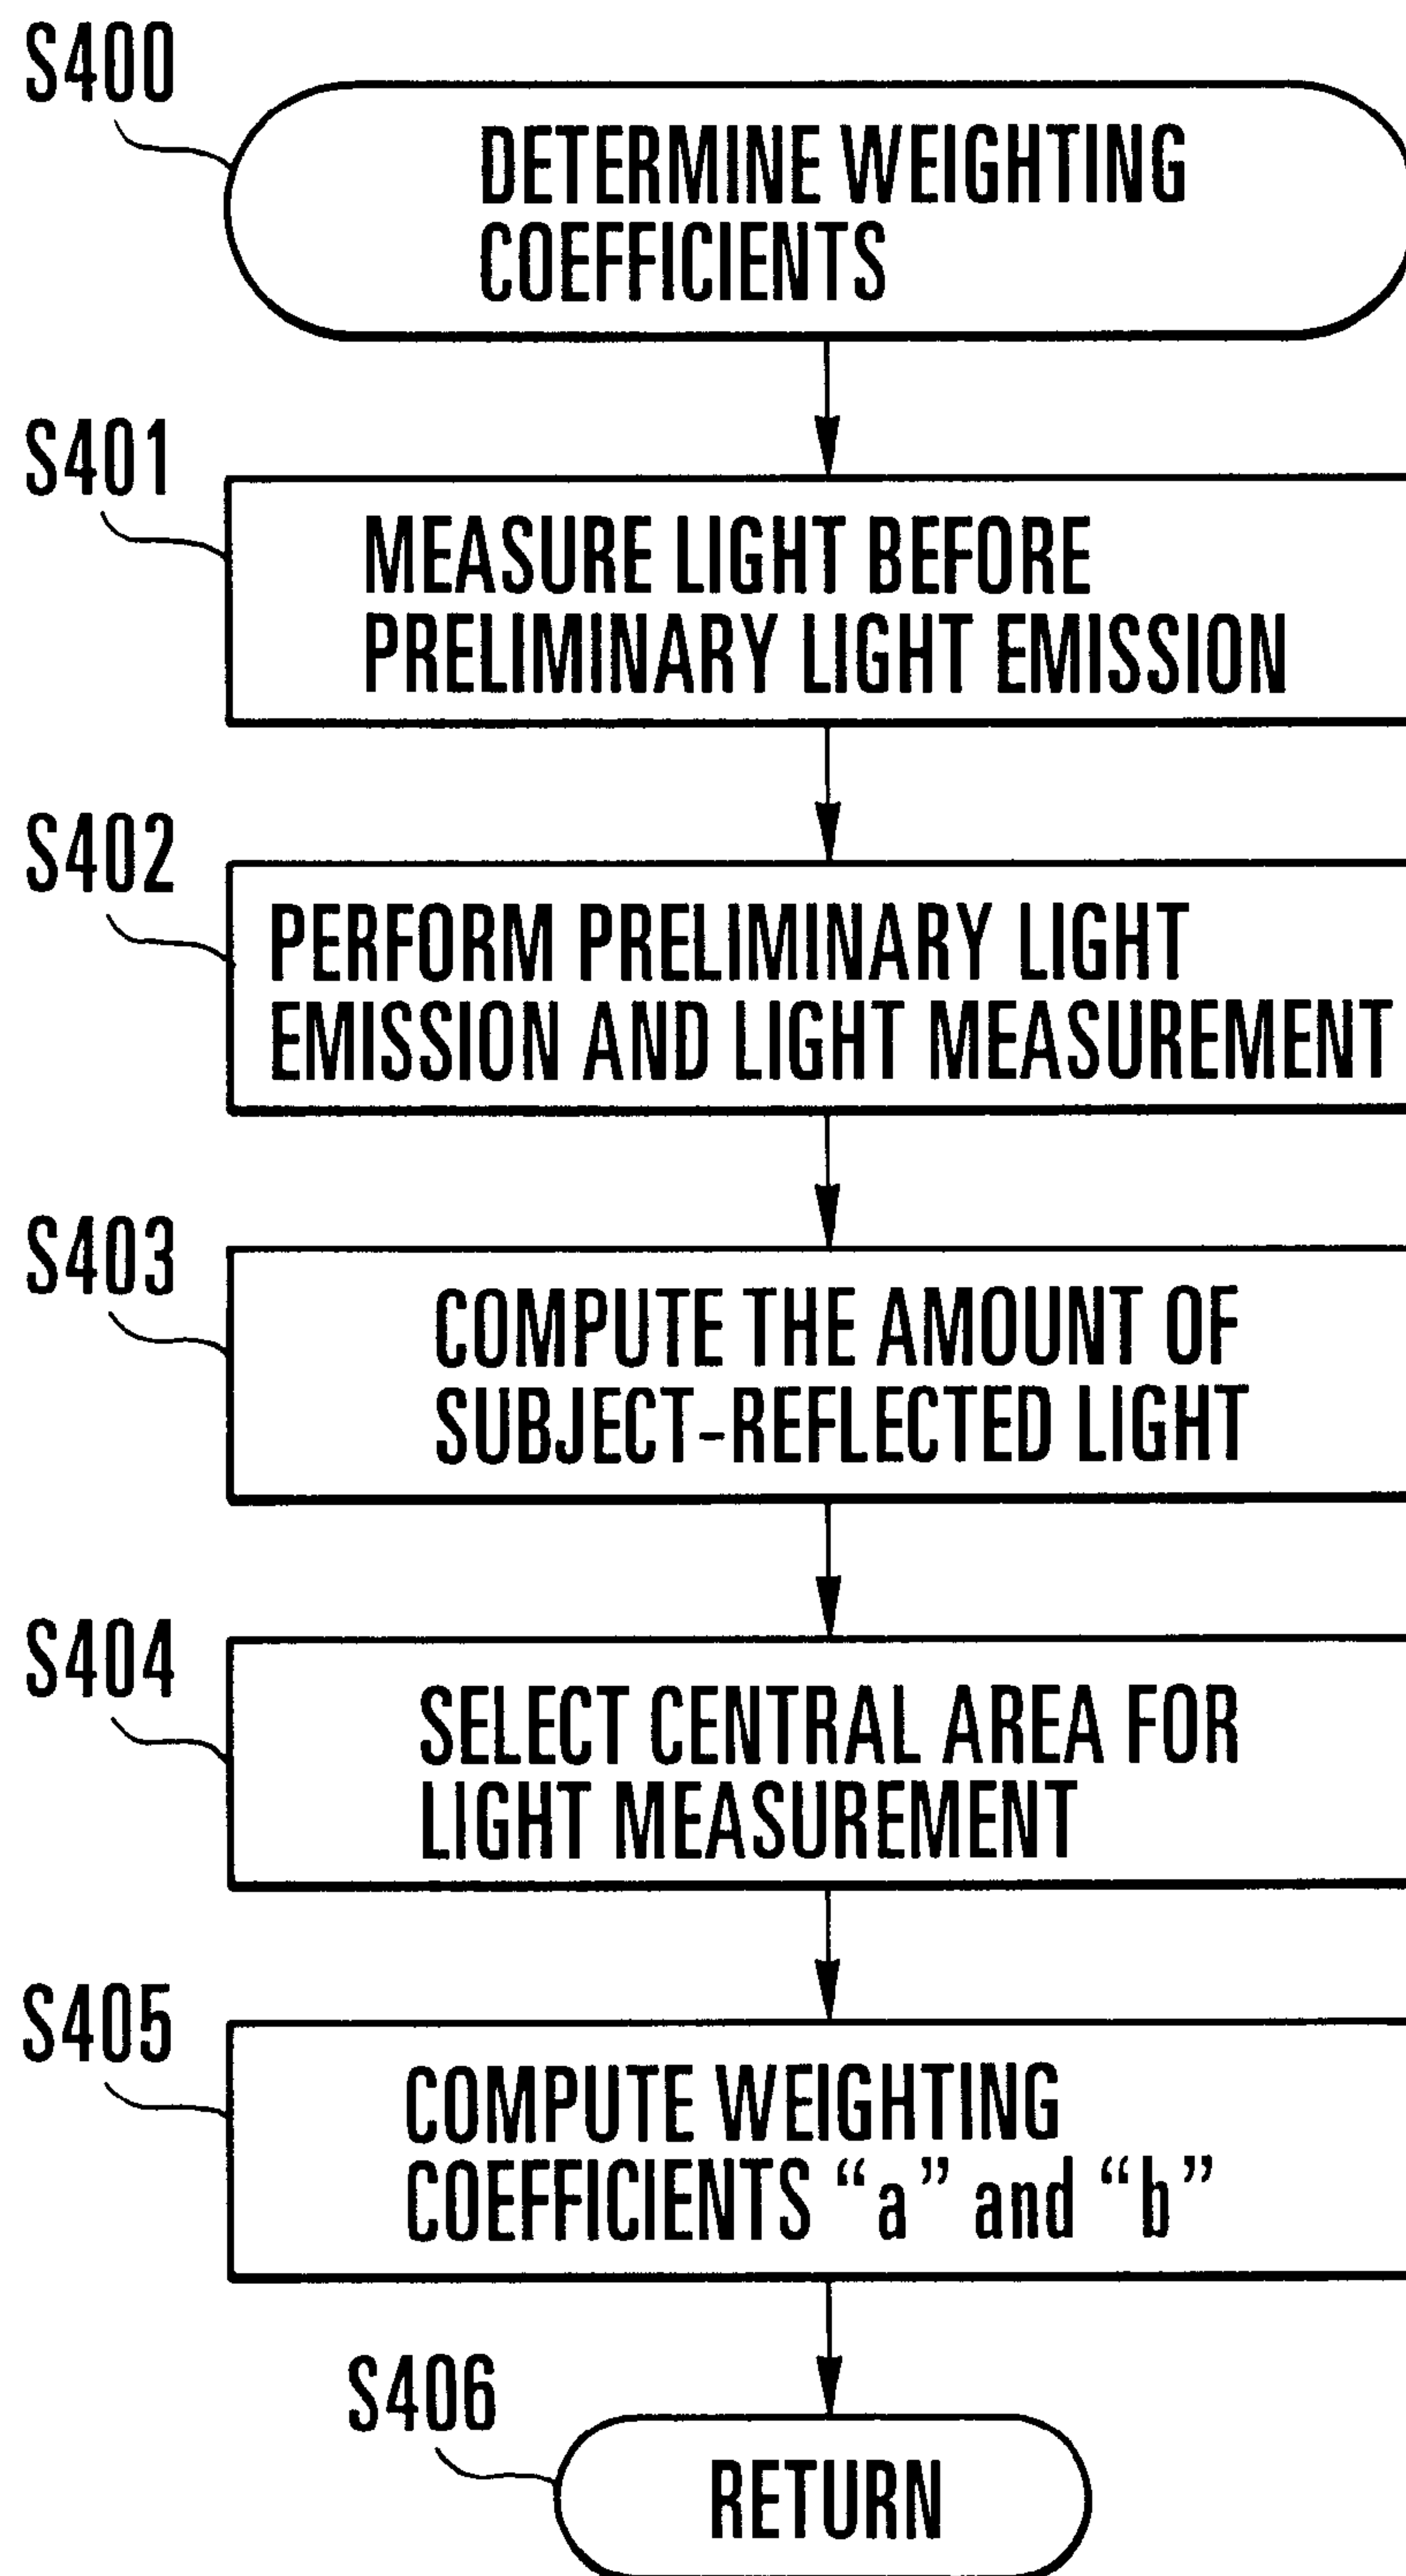 S400
DETERMINE WEIGHTING
COEFFICIENTS
S401
MEASURE LIGHT BEFORE
PRELIMINARY LIGHT EMISSION
S402
PERFORM PRELIMINARY LIGHT
EMISSION AND LIGHT MEASUREMENT
S403
COMPUTE THE AMOUNT OF
SUBJECT-REFLECTED LIGHT
S404
SELECT CENTRAL AREA FOR
LIGHT MEASUREMENT
S405
COMPUTE WEIGHTING
COEFFICIENTS “a” and “b”
S406
RETURN